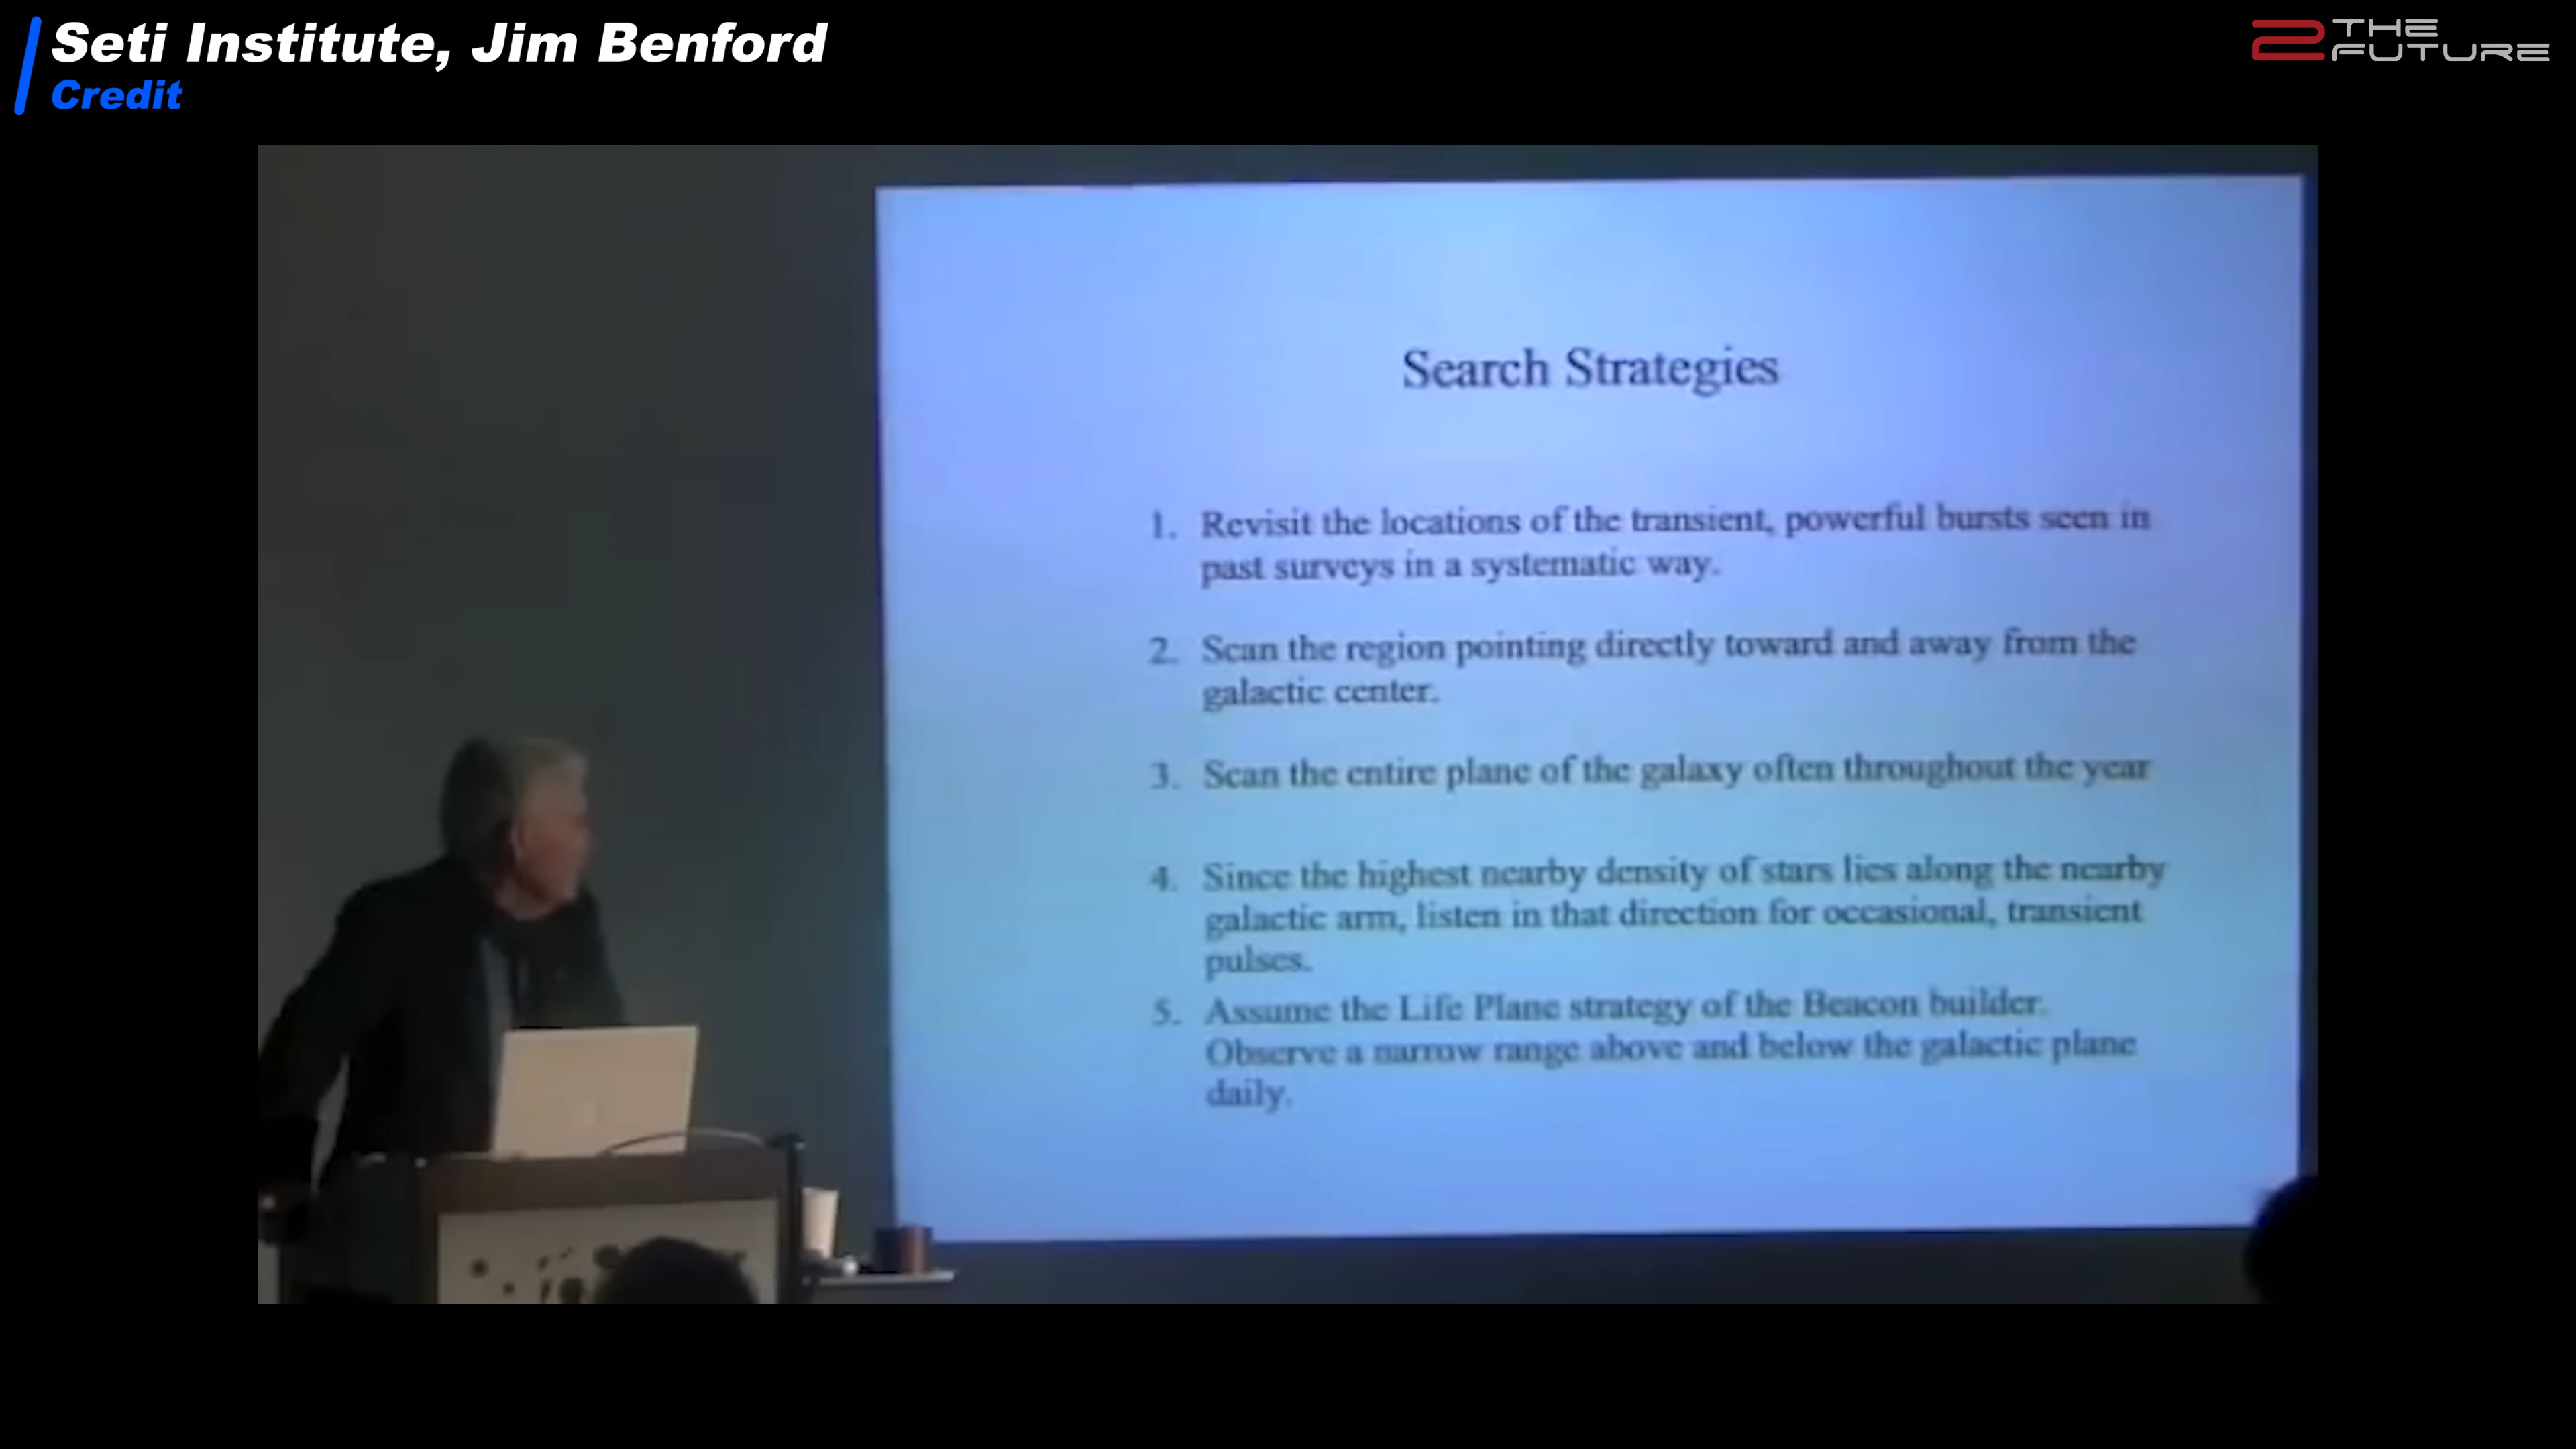 Seti Institute, Jim Benford
Credit
2 THE
FUTURE
Search Strategies
1. Revisit the locations of the transient, powerful bursts seen in
past surveys in a systematic way.
2. Scan the region pointing directly toward and away from the
galactic center.
3. Scan the entire plane of the galaxy often throughout the year
4. Since the highest nearby density of stars lies along the nearby
galactic arm, listen in that direction for occasional, transient
pulses.
5. Assume the Life Plane strategy of the Beacon builder.
Observe a narrow range above and below the galactic plane
daily.